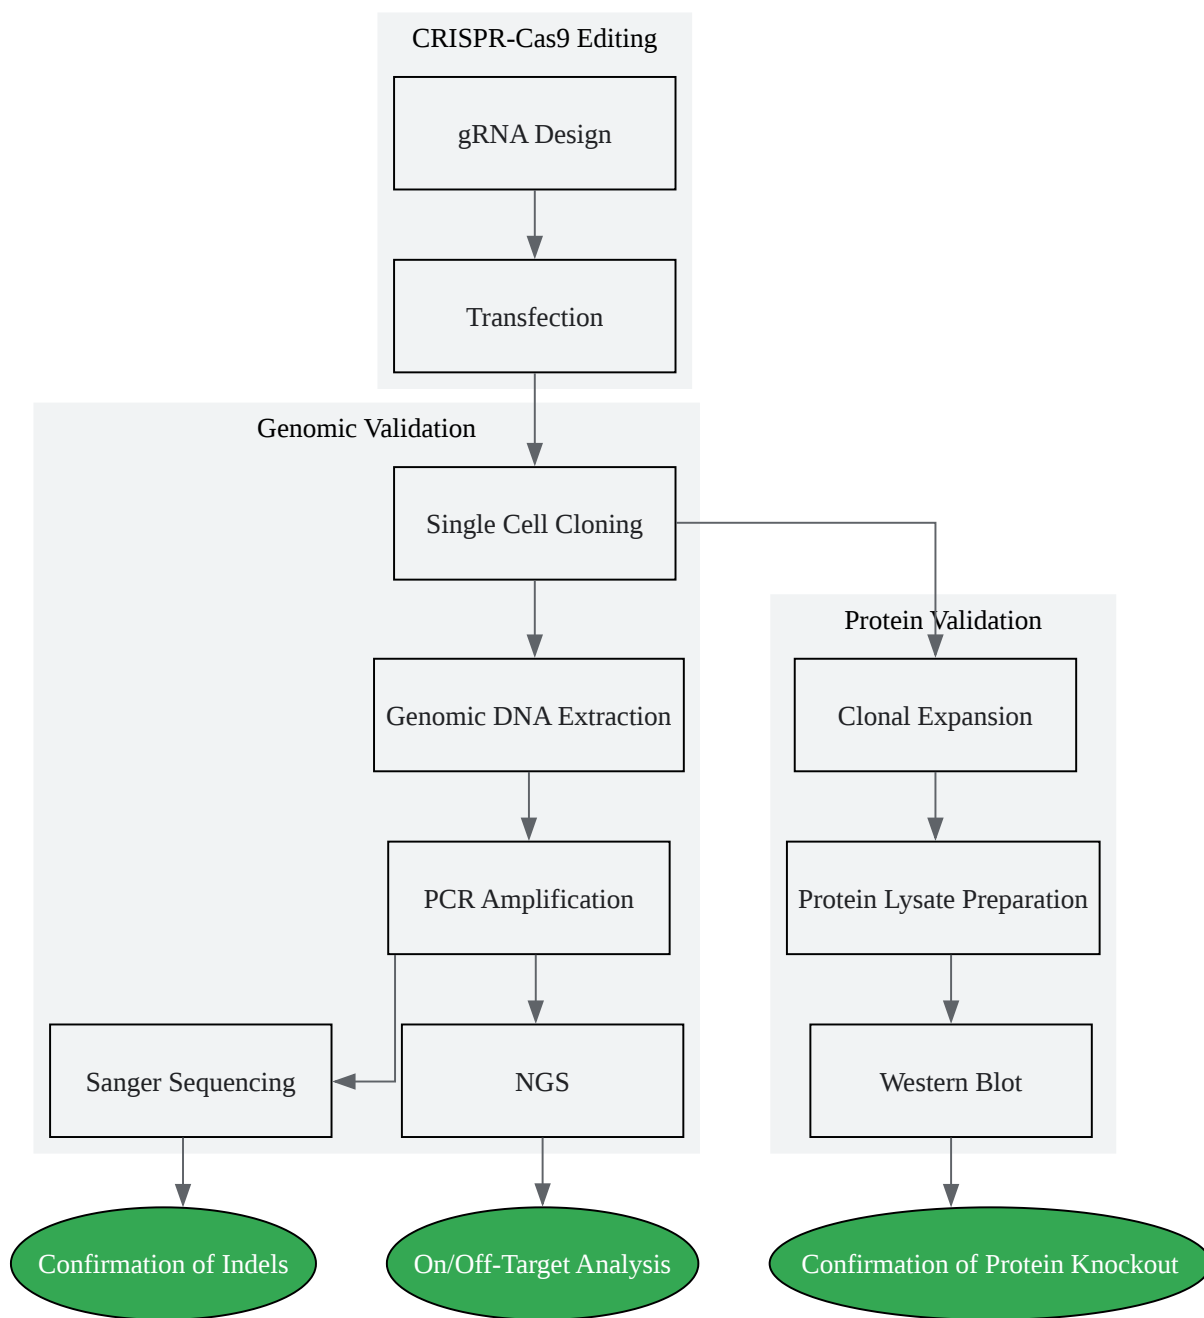 CRISPR-Cas9 Editing
gRNA Design
Transfection
Genomic Validation
Single Cell Cloning
Protein Validation
Genomic DNA Extraction
Clonal Expansion
PCR Amplification
Protein Lysate Preparation
Sanger Sequencing
NGS
Western Blot
Confirmation of Indels
On/Off-Target Analysis
Confirmation of Protein Knockout